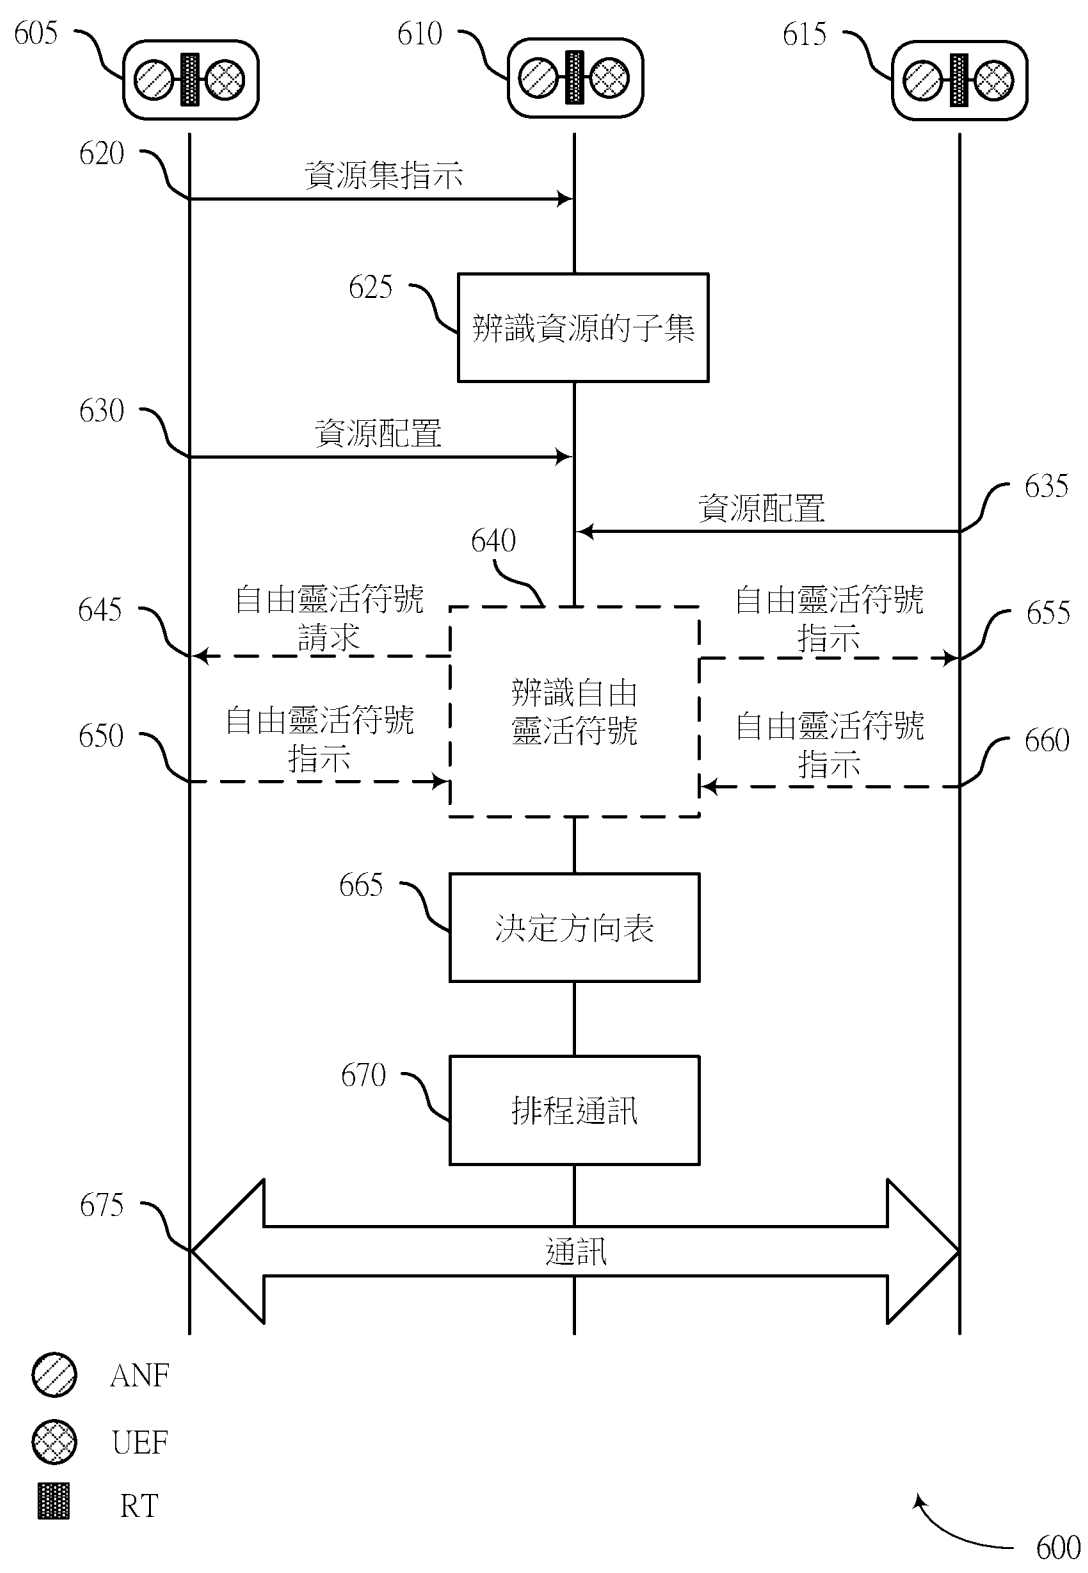 605
610
615
620
資源集指示
625
辨識資源的子集
630
資源配置
635
資源配置
640
645
自由靈活符號
請求
自由靈活符號
指示
655
辨識自由
靈活符號
650
自由靈活符號
指示
自由靈活符號
指示
660
665
決定方向表
670
排程通訊
675
通訊
ANF
UEF
RT
600